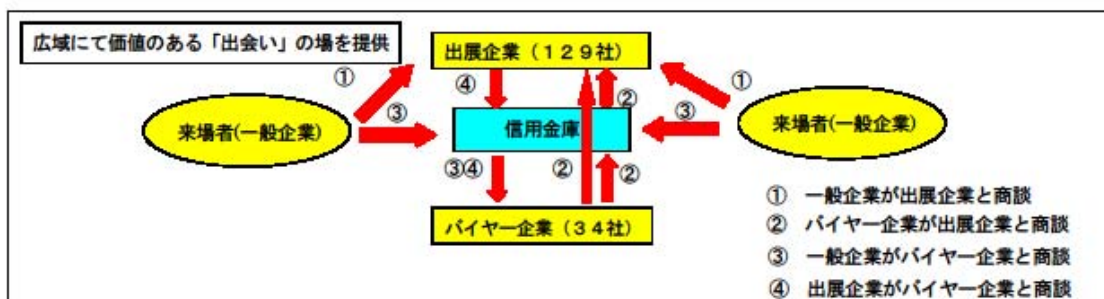 広域にて価値のある「出会い」の場を提供
出展企業（１２９社）
①
④
②
①
来場者(一般企業)
③
信用金庫
③
来場者(一般企業)
③④
②
②
バイヤー企業（３４社）
① 一般企業が出展企業と商談
② バイヤー企業が出展企業と商談
③ 一般企業がバイヤー企業と商談
④ 出展企業がバイヤー企業と商談